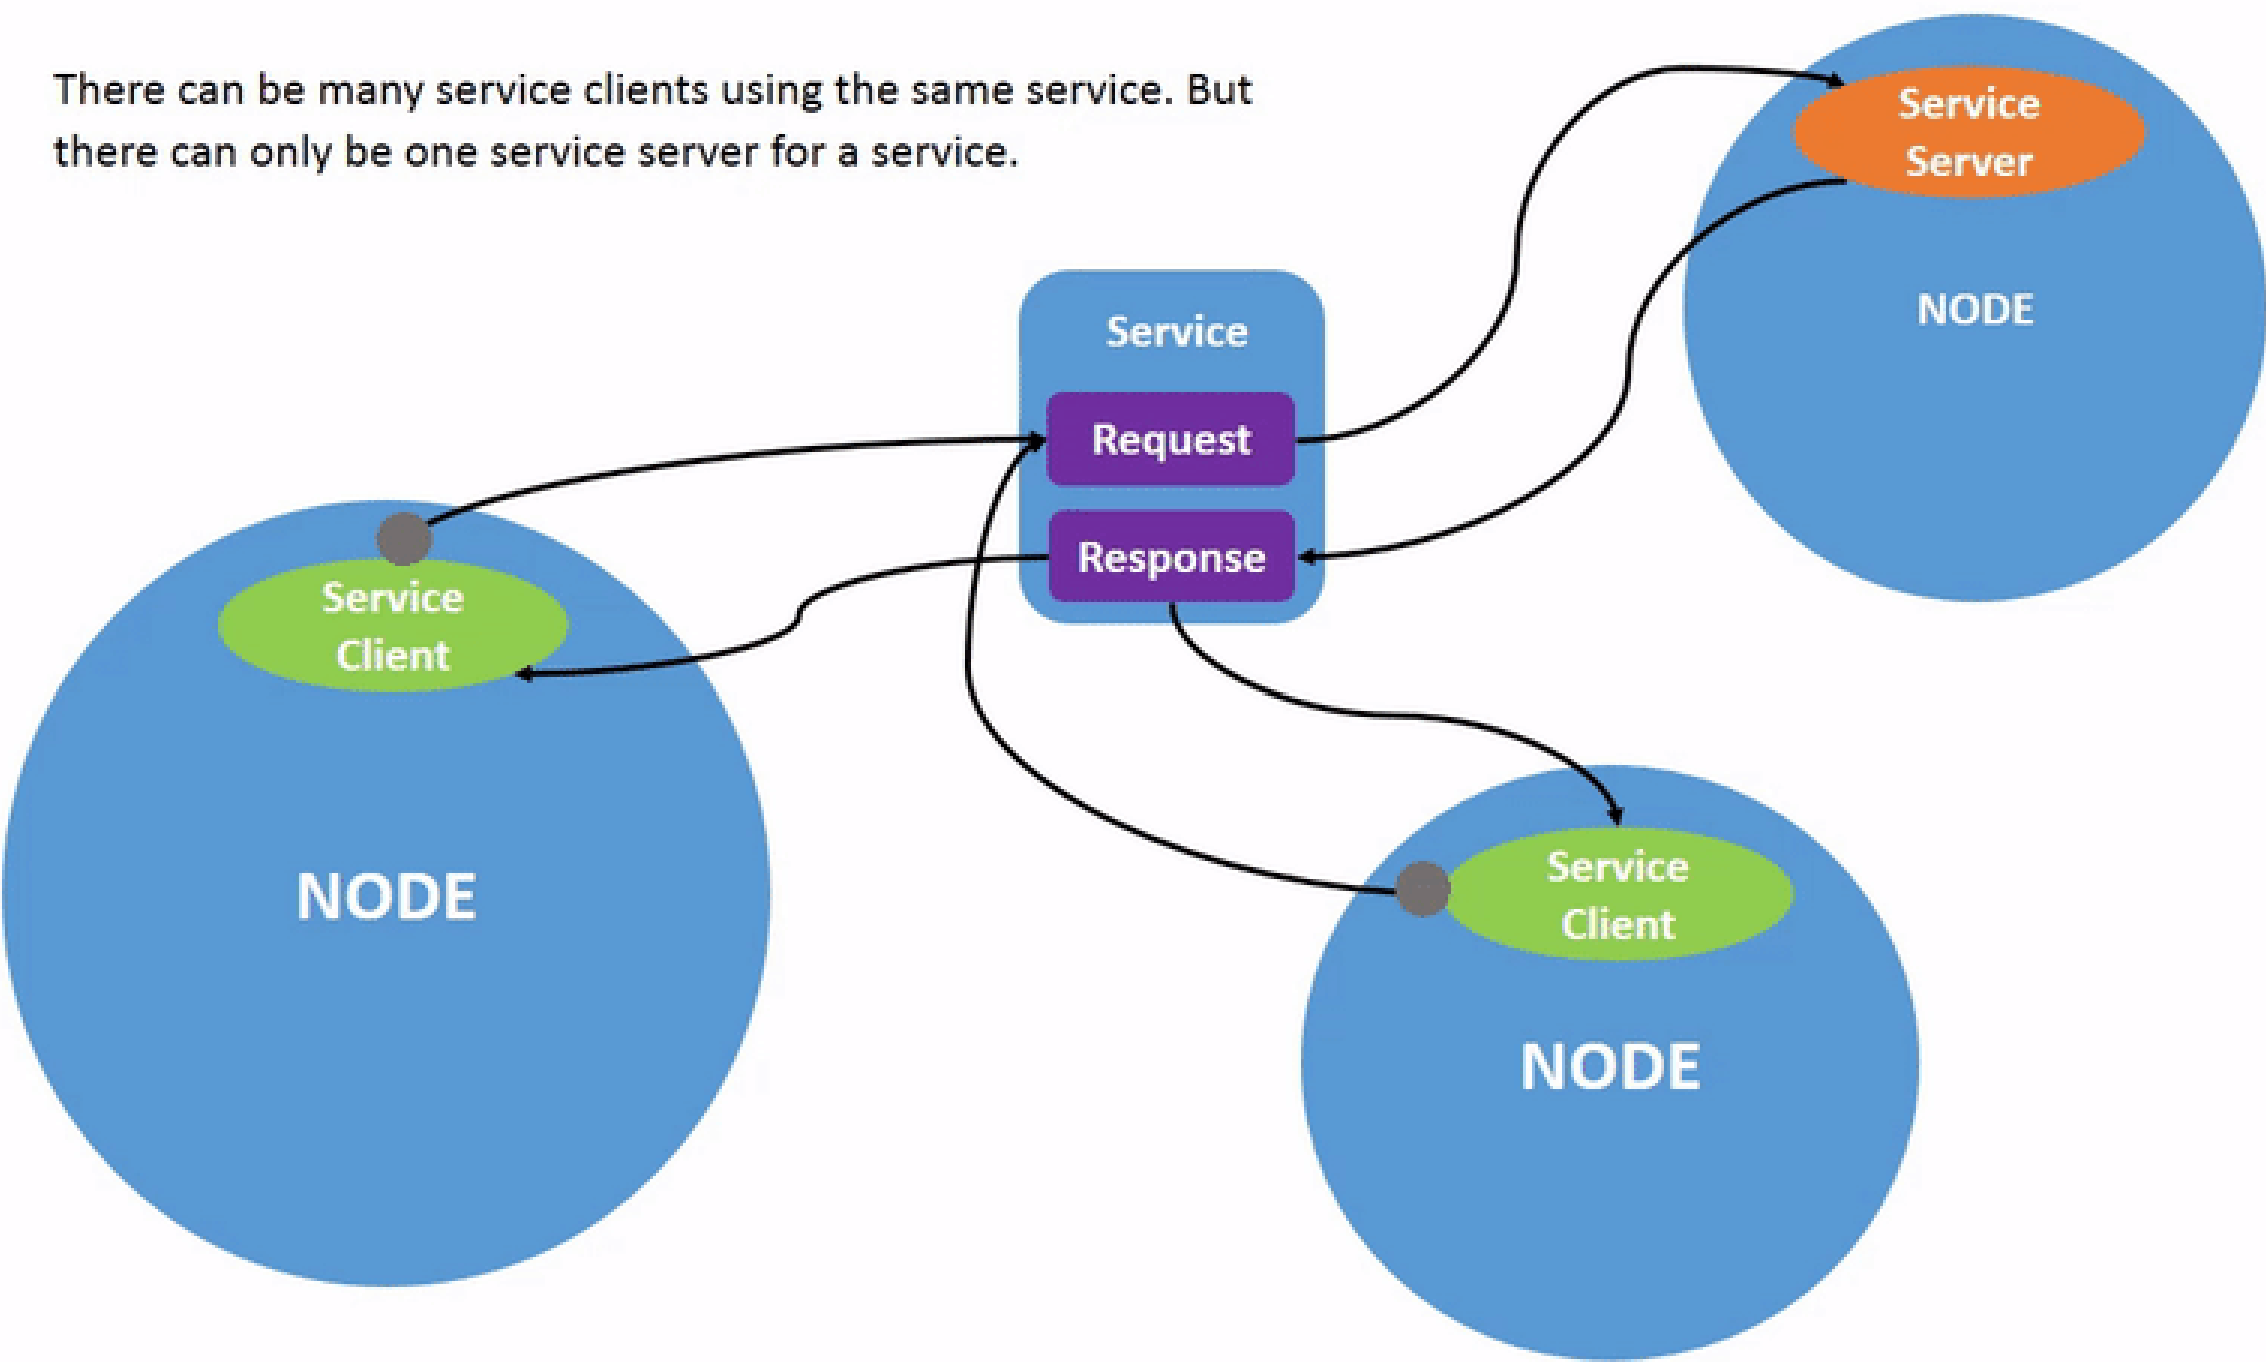 There can be many service clients using the same service. But
there can only be one service server for a service.
Service
Server
NODE
Service
Request
Response
Service
Client
NODE
Service
Client
NODE